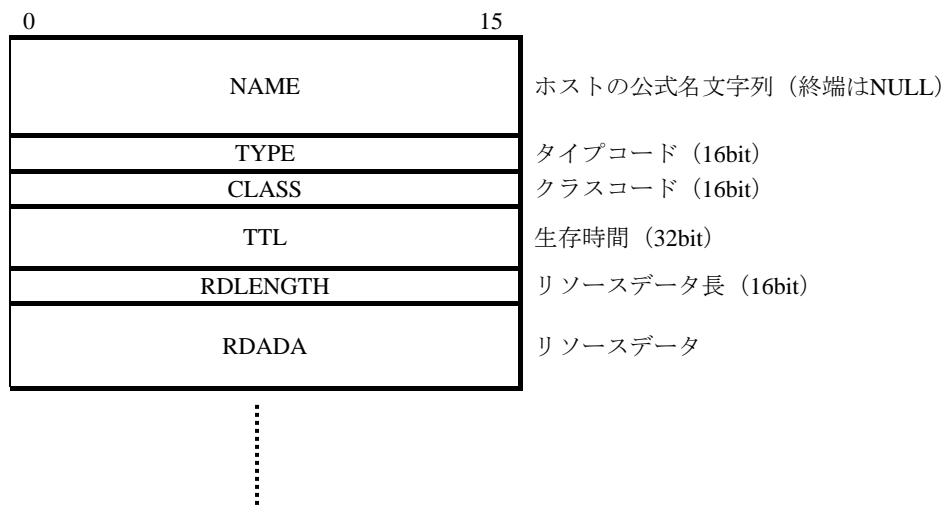 0 15
NAME ホストの公式名文字列（終端はNULL）
TYPE タイプコード（16bit）
CLASS クラスコード（16bit）
TTL 生存時間（32bit）
RDLENGTH リソースデータ長（16bit）
RDADA リソースデータ